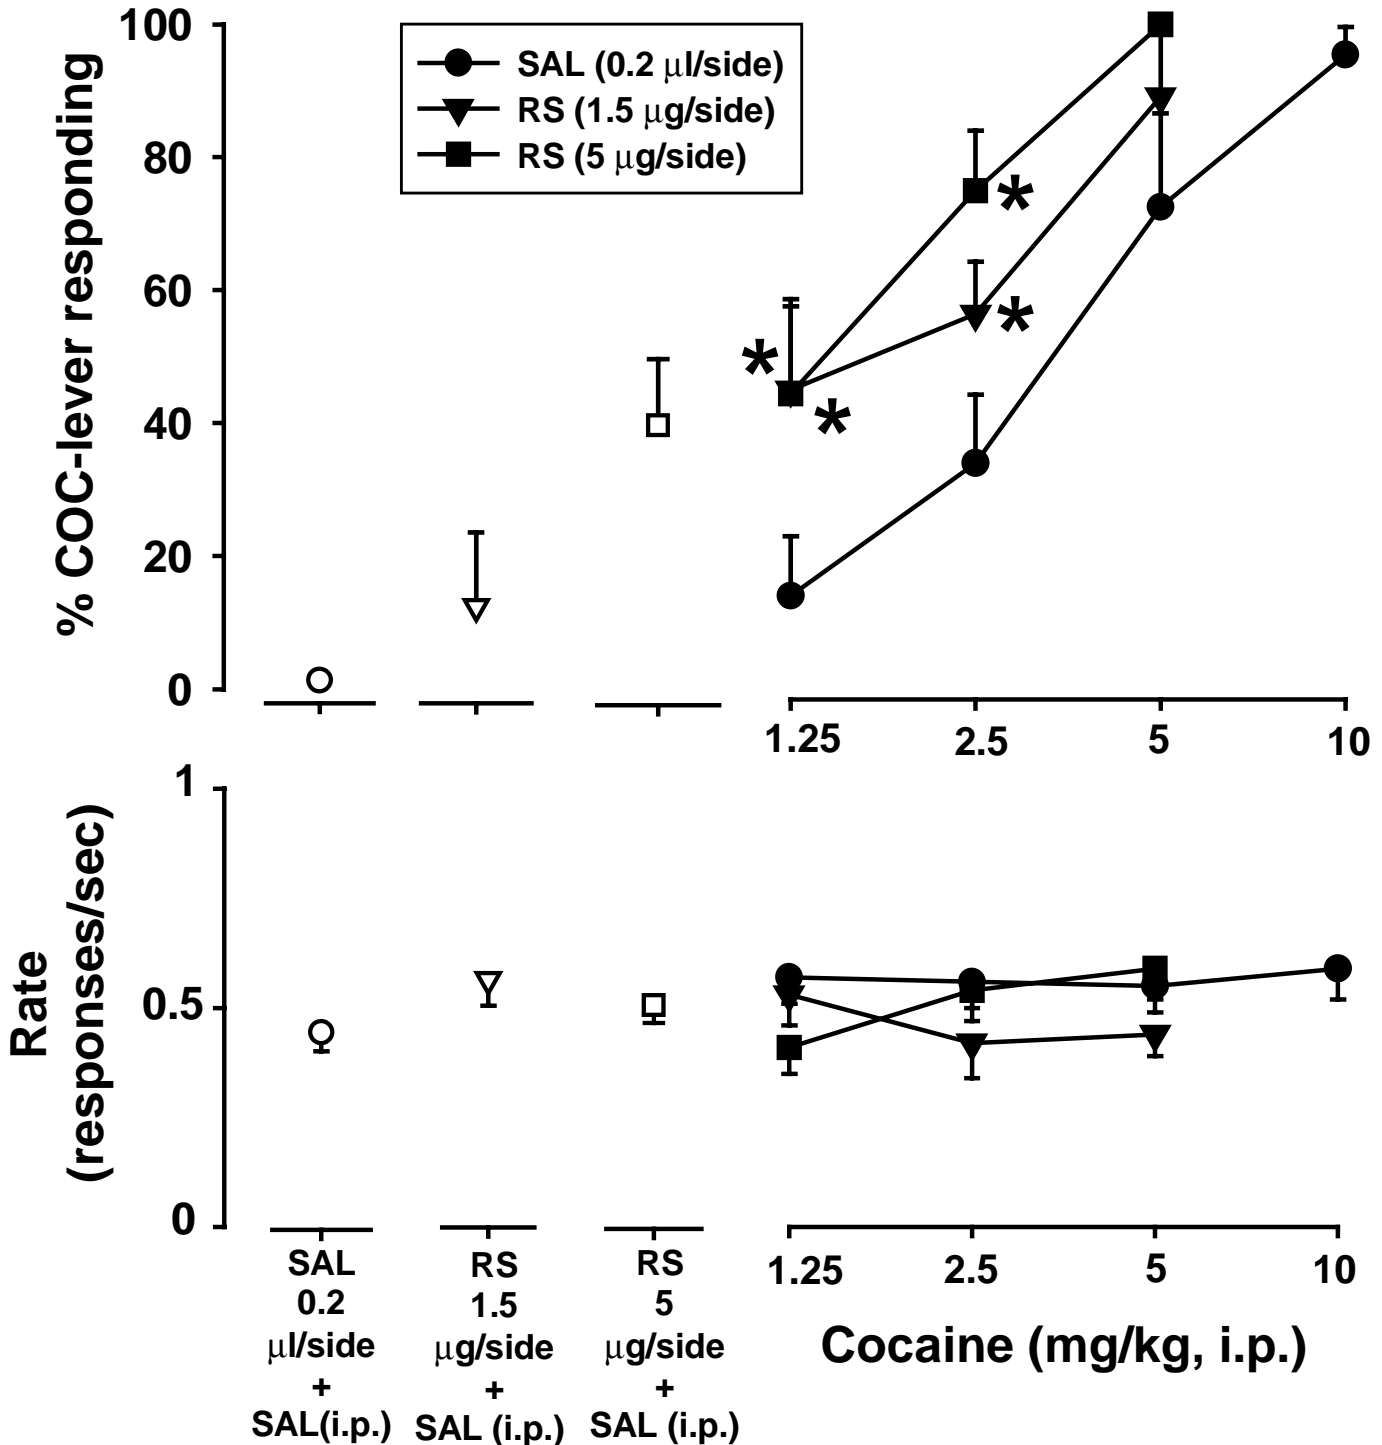 % COC-lever responding
100
80
60
40
20
0
SAL (0.2 μl/side)
RS (1.5 μg/side)
RS (5 μg/side)
*
*
*
*
1.25 2.5 5 10
Rate
(responses/sec)
1
0.5
0
SAL
0.2
μl/side
+
SAL(i.p.)
RS
1.5
μg/side
+
SAL (i.p.)
RS
5
μg/side
+
SAL (i.p.)
1.25 2.5 5 10
Cocaine (mg/kg, i.p.)